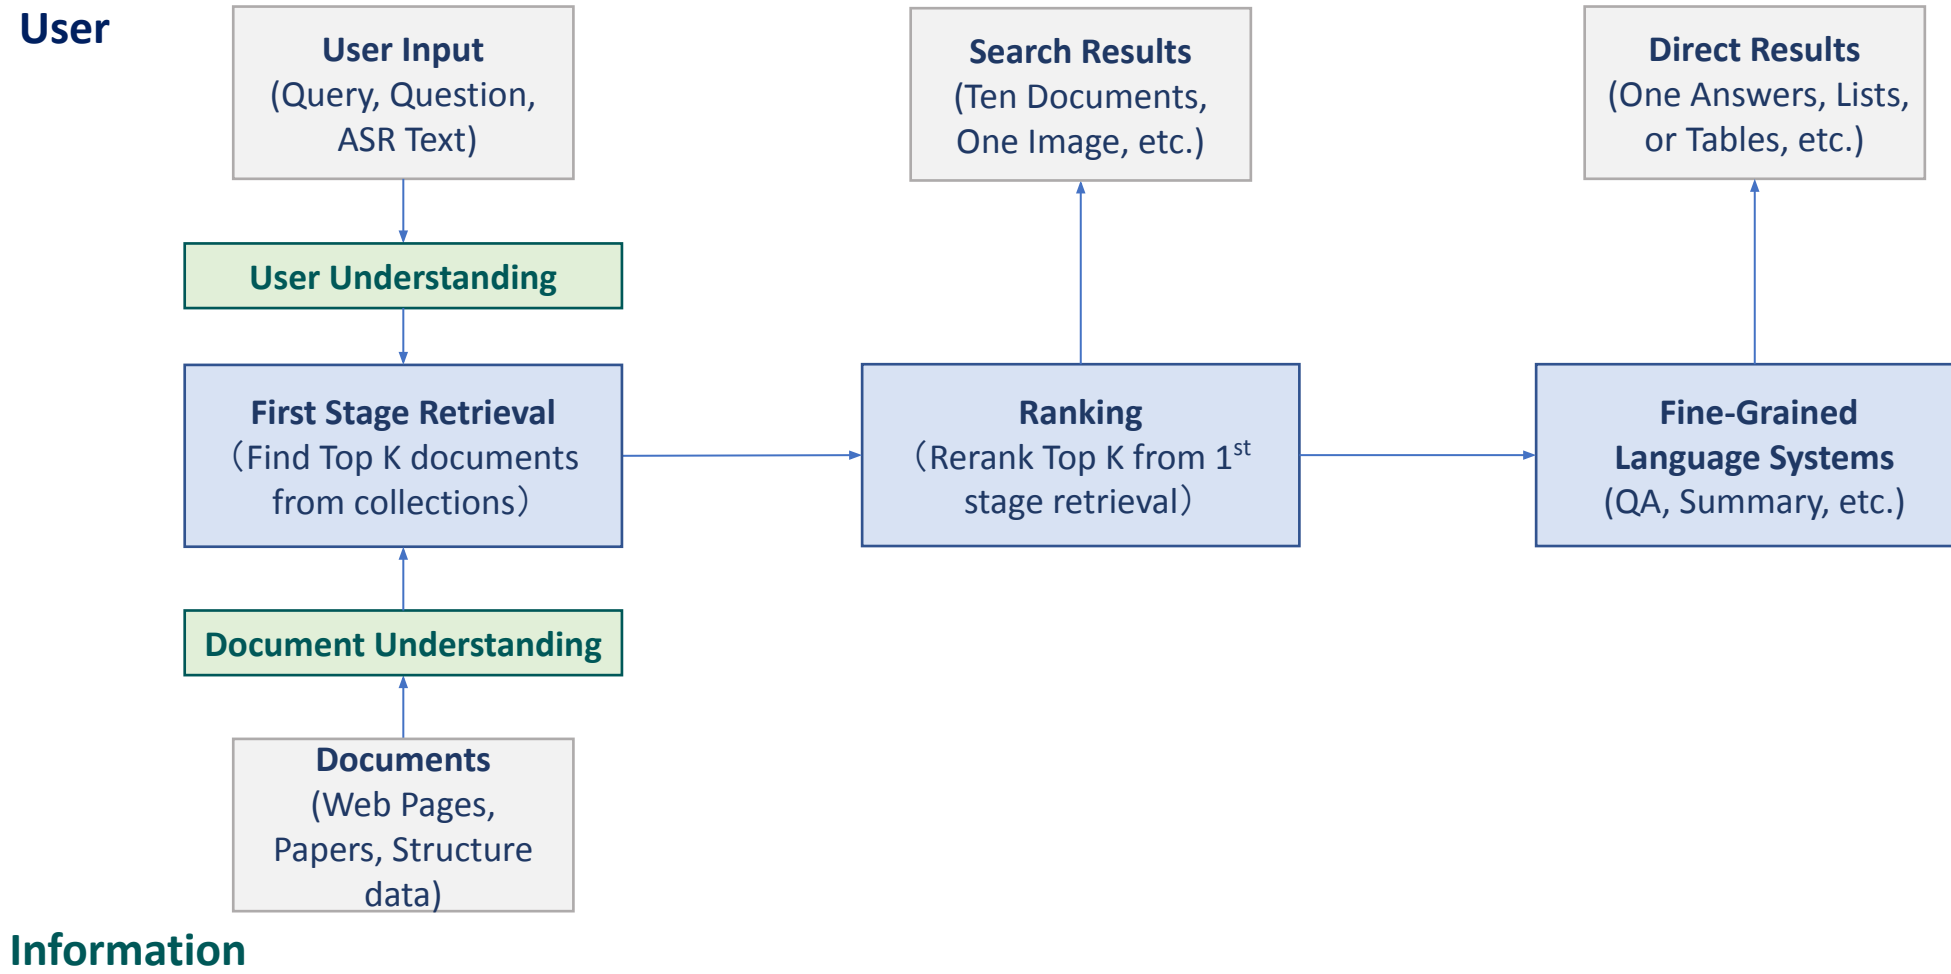 User
User Input
(Query, Question,
ASR Text)
Search Results
(Ten Documents,
One Image, etc.)
Direct Results
(One Answers, Lists,
or Tables, etc.)
User Understanding
First Stage Retrieval
（Find Top K documents
from collections）
Ranking
（Rerank Top K from 1st
stage retrieval）
Fine-Grained
Language Systems
(QA, Summary, etc.)
Document Understanding
Documents
(Web Pages,
Papers, Structure
data)
Information